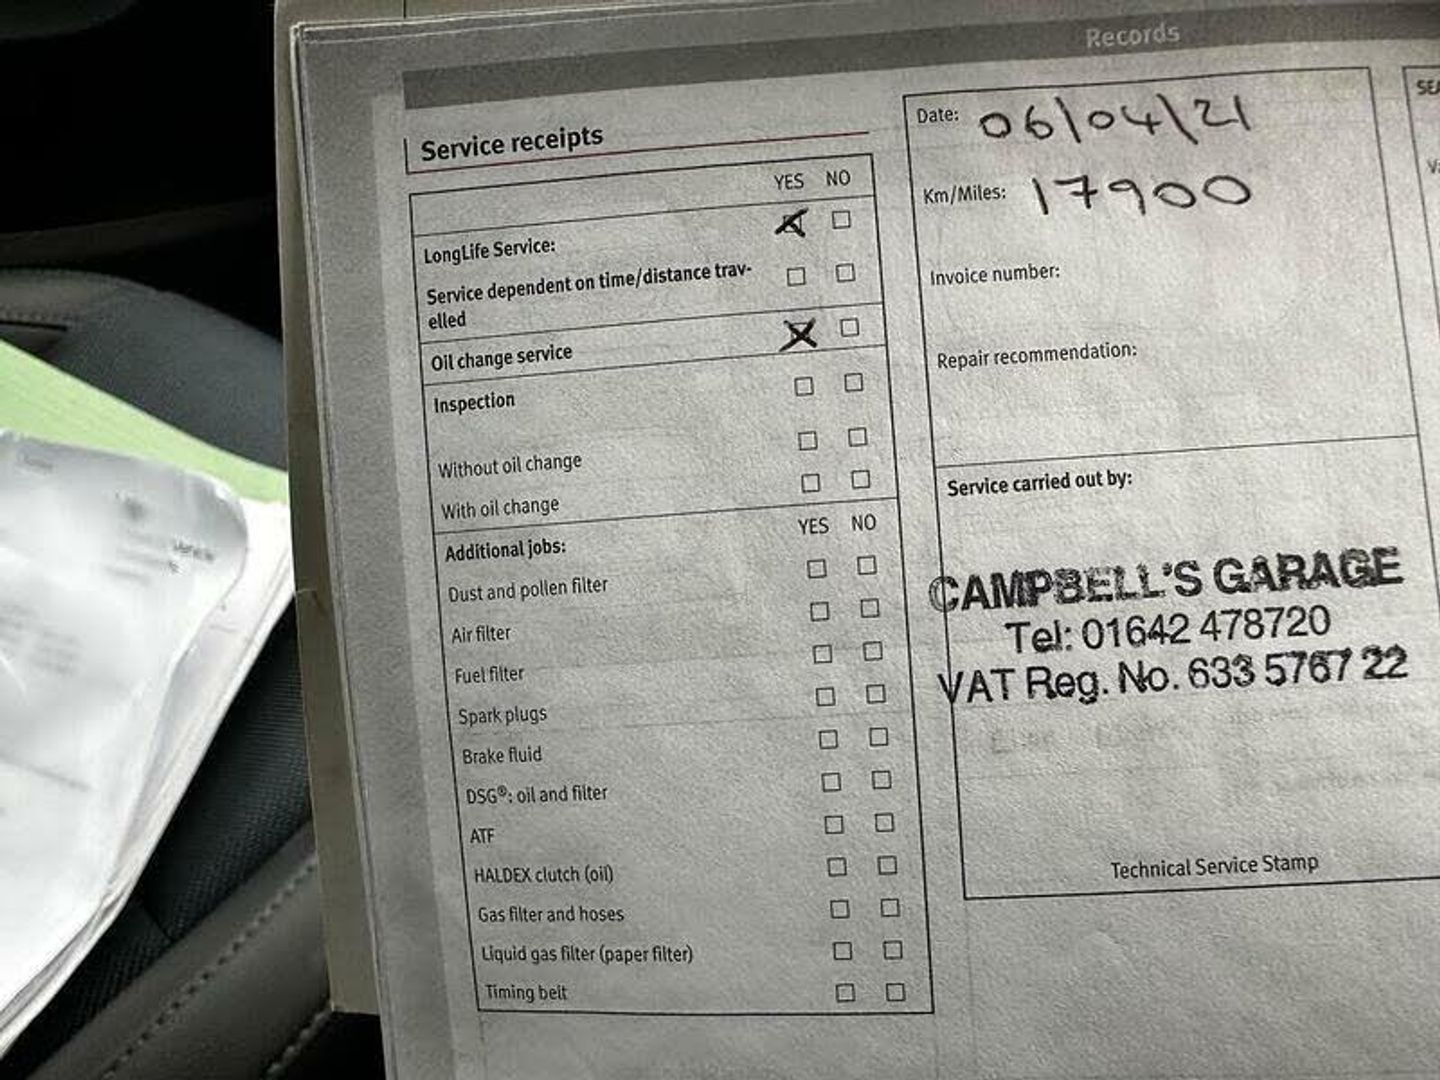 Records
Service receipts
YES NO
LongLife Service:
Service dependent on time/distance trav-
elled
Oil change service
Inspection
Without oil change
With oil change
Additional jobs: YES NO
Dust and pollen filter
Air filter
Fuel filter
Spark plugs
Brake fluid
DSG®: oil and filter
ATF
HALDEX clutch (oil)
Gas filter and hoses
Liquid gas filter (paper filter)
Timing belt
Date: 06/04/21
Km/Miles: 17900
Invoice number:
Repair recommendation:
Service carried out by:
CAMPBELL'S GARAGE
Tel: 01642 478720
VAT Reg. No. 633 5767 22
Technical Service Stamp